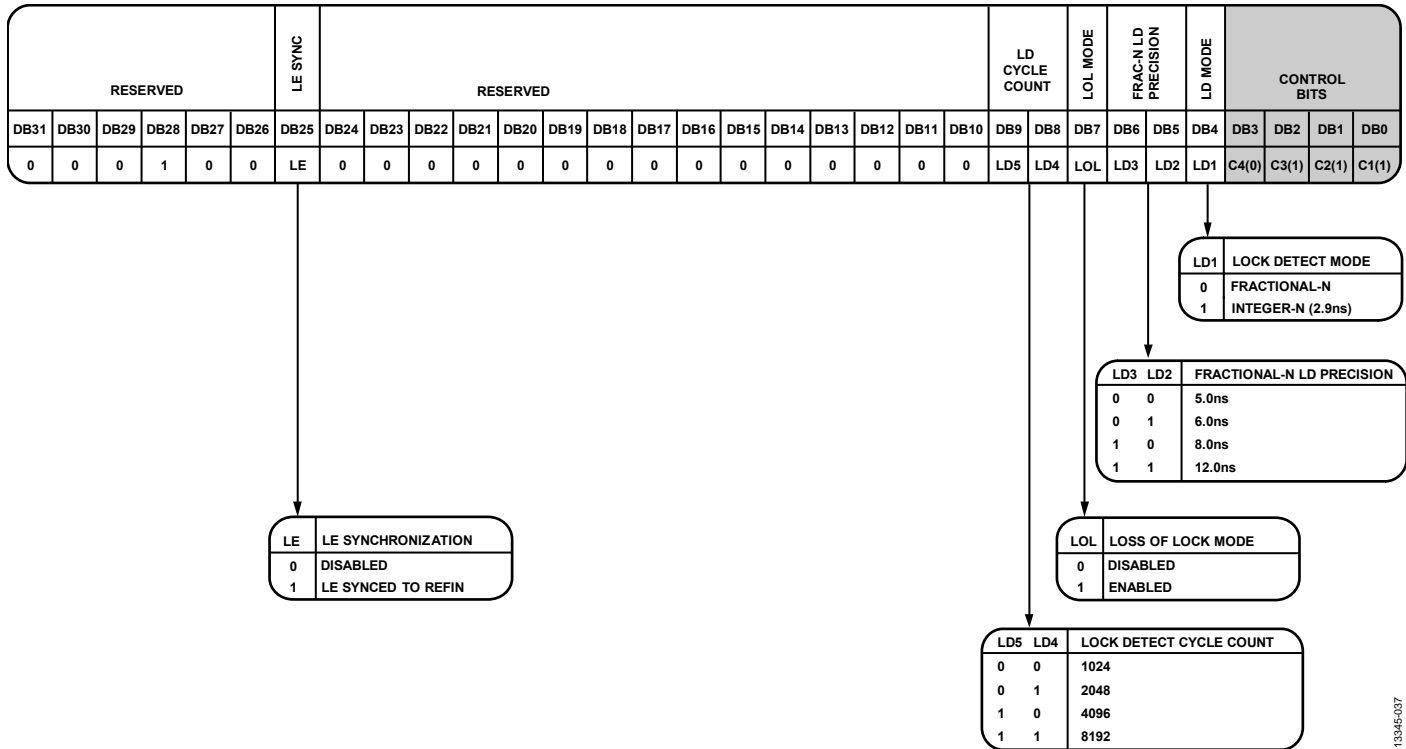 RESERVED
LE SYNC
RESERVED
LD
CYCLE
COUNT
LOL MODE
FRAC-N LD
PRECISION
LD MODE
CONTROL
BITS
DB31 DB30 DB29 DB28 DB27 DB26 DB25 DB24 DB23 DB22 DB21 DB20 DB19 DB18 DB17 DB16 DB15 DB14 DB13 DB12 DB11 DB10 DB9 DB8 DB7 DB6 DB5 DB4 DB3 DB2 DB1 DB0
0 0 0 1 0 0 LE 0 0 0 0 0 0 0 0 0 0 0 0 0 0 0 LD5 LD4 LOL LD3 LD2 LD1 C4(0) C3(1) C2(1) C1(1)
LD1 LOCK DETECT MODE
0 FRACTIONAL-N
1 INTEGER-N (2.9ns)
LD3 LD2 FRACTIONAL-N LD PRECISION
0 0 5.0ns
0 1 6.0ns
1 0 8.0ns
1 1 12.0ns
LE LE SYNCHRONIZATION
0 DISABLED
1 LE SYNCED TO REFIN
LOL LOSS OF LOCK MODE
0 DISABLED
1 ENABLED
LD5 LD4 LOCK DETECT CYCLE COUNT
0 0 1024
0 1 2048
1 0 4096
1 1 8192
13345-037